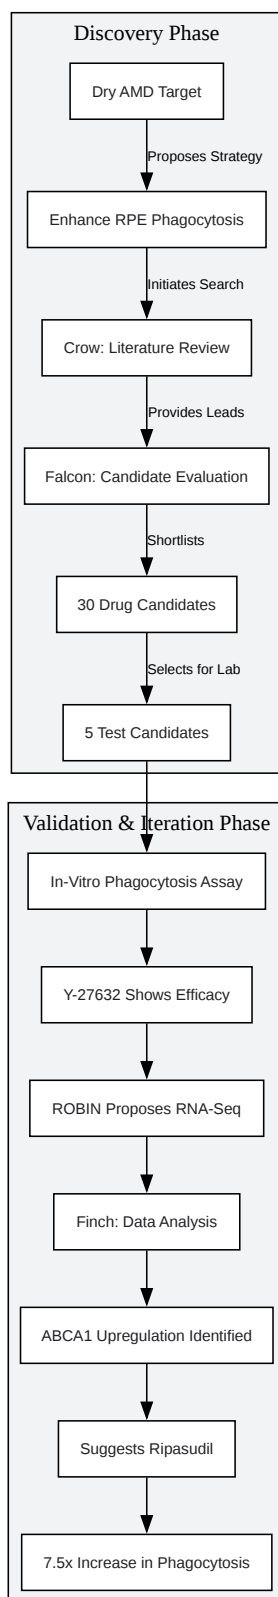 Discovery Phase
Dry AMD Target
Proposes Strategy
Enhance RPE Phagocytosis
Initiates Search
Crow: Literature Review
Provides Leads
Falcon: Candidate Evaluation
Shortlists
30 Drug Candidates
Selects for Lab
5 Test Candidates
Validation & Iteration Phase
In-Vitro Phagocytosis Assay
Y-27632 Shows Efficacy
ROBIN Proposes RNA-Seq
Finch: Data Analysis
ABCA1 Upregulation Identified
Suggests Ripasudil
7.5x Increase in Phagocytosis